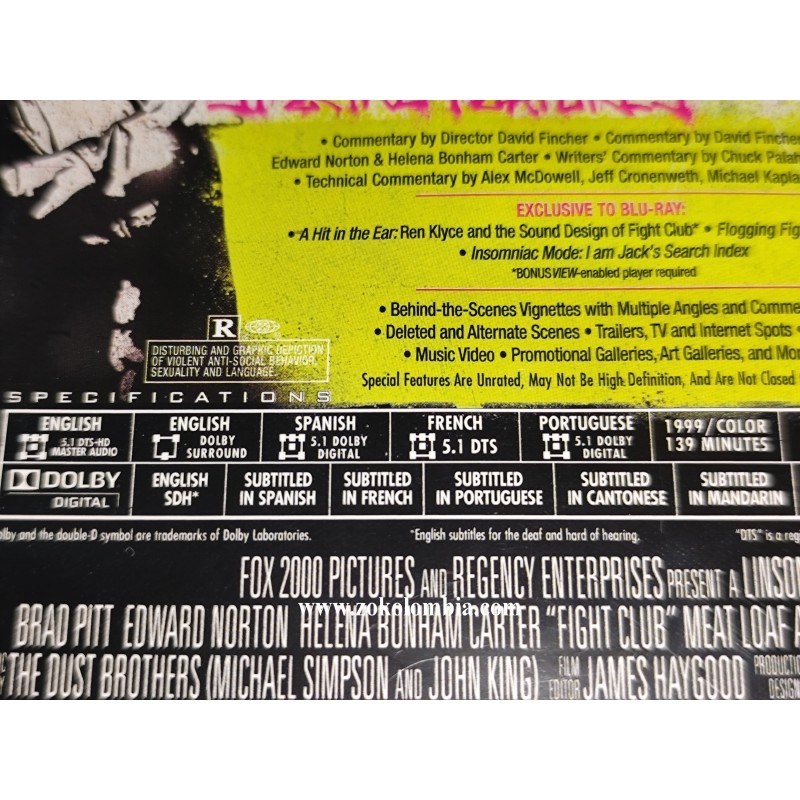 SPECIAL FEATURES
• Commentary by Director David Fincher • Commentary by David Fincher
Edward Norton & Helena Bonham Carter • Writers' Commentary by Chuck Palah
• Technical Commentary by Alex McDowell, Jeff Cronenweth, Michael Kapla
EXCLUSIVE TO BLU-RAY:
• A Hit in the Ear: Ren Klyce and the Sound Design of Fight Club* • Flogging Fig
• Insomniac Mode: I am Jack's Search Index
*BONUSVIEW-enabled player required
• Behind-the-Scenes Vignettes with Multiple Angles and Comme
• Deleted and Alternate Scenes • Trailers, TV and Internet Spots •
• Music Video • Promotional Galleries, Art Galleries, and Mor
Special Features Are Unrated, May Not Be High Definition, And Are Not Closed
R
DISTURBING AND GRAPHIC DEPICTION
OF VIOLENT ANTI-SOCIAL BEHAVIOR,
SEXUALITY AND LANGUAGE.
SPECIFICATIONS
ENGLISH 5.1 DTS-HD MASTER AUDIO
ENGLISH DOLBY SURROUND
SPANISH 5.1 DOLBY DIGITAL
FRENCH 5.1 DTS
PORTUGUESE 5.1 DOLBY DIGITAL
1999/COLOR 139 MINUTES
DOLBY DIGITAL
ENGLISH SDH*
SUBTITLED IN SPANISH
SUBTITLED IN FRENCH
SUBTITLED IN PORTUGUESE
SUBTITLED IN CANTONESE
SUBTITLED IN MANDARIN
lby and the double-D symbol are trademarks of Dolby Laboratories.
*English subtitles for the deaf and hard of hearing.
"DTS" is a reg
FOX 2000 PICTURES AND REGENCY ENTERPRISES PRESENT A LINSON
www.zokolombia.com
BRAD PITT EDWARD NORTON HELENA BONHAM CARTER "FIGHT CLUB" MEAT LOAF A
THE DUST BROTHERS (MICHAEL SIMPSON AND JOHN KING) FILM EDITOR JAMES HAYGOOD PRODUCTIO DESIGN